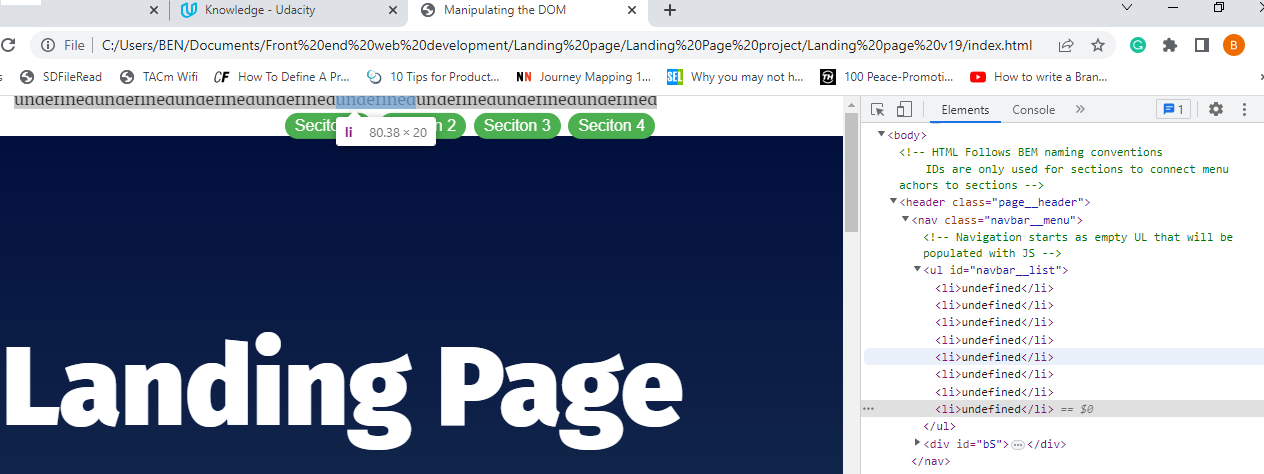 Knowledge - Udacity
Manipulating the DOM
File C:/Users/BEN/Documents/Front%20end%20web%20development/Landing%20page/Landing%20Page%20project/Landing%20page%20v19/index.html
B
SDFileRead
TACm Wifi
CF How To Define A Pr...
10 Tips for Product...
NN Journey Mapping 1...
SEL Why you may not h...
TH 100 Peace-Promoti...
How to write a Bran...
undefinedundefinedundefinedundefinedundefinedundefinedundefinedundefined
Seciton 3
Seciton 4
li 80.38 × 20
Landing Page
Elements Console » 1
<body>
<!-- HTML Follows BEM naming conventions
IDs are only used for sections to connect menu
achors to sections -->
<header class="page__header">
<nav class="navbar__menu">
<!-- Navigation starts as empty UL that will be
populated with JS -->
<ul id="navbar__list">
<li>undefined</li>
<li>undefined</li>
<li>undefined</li>
<li>undefined</li>
<li>undefined</li>
<li>undefined</li>
<li>undefined</li>
<li>undefined</li> == $0
</ul>
<div id="bS">…</div>
</nav>